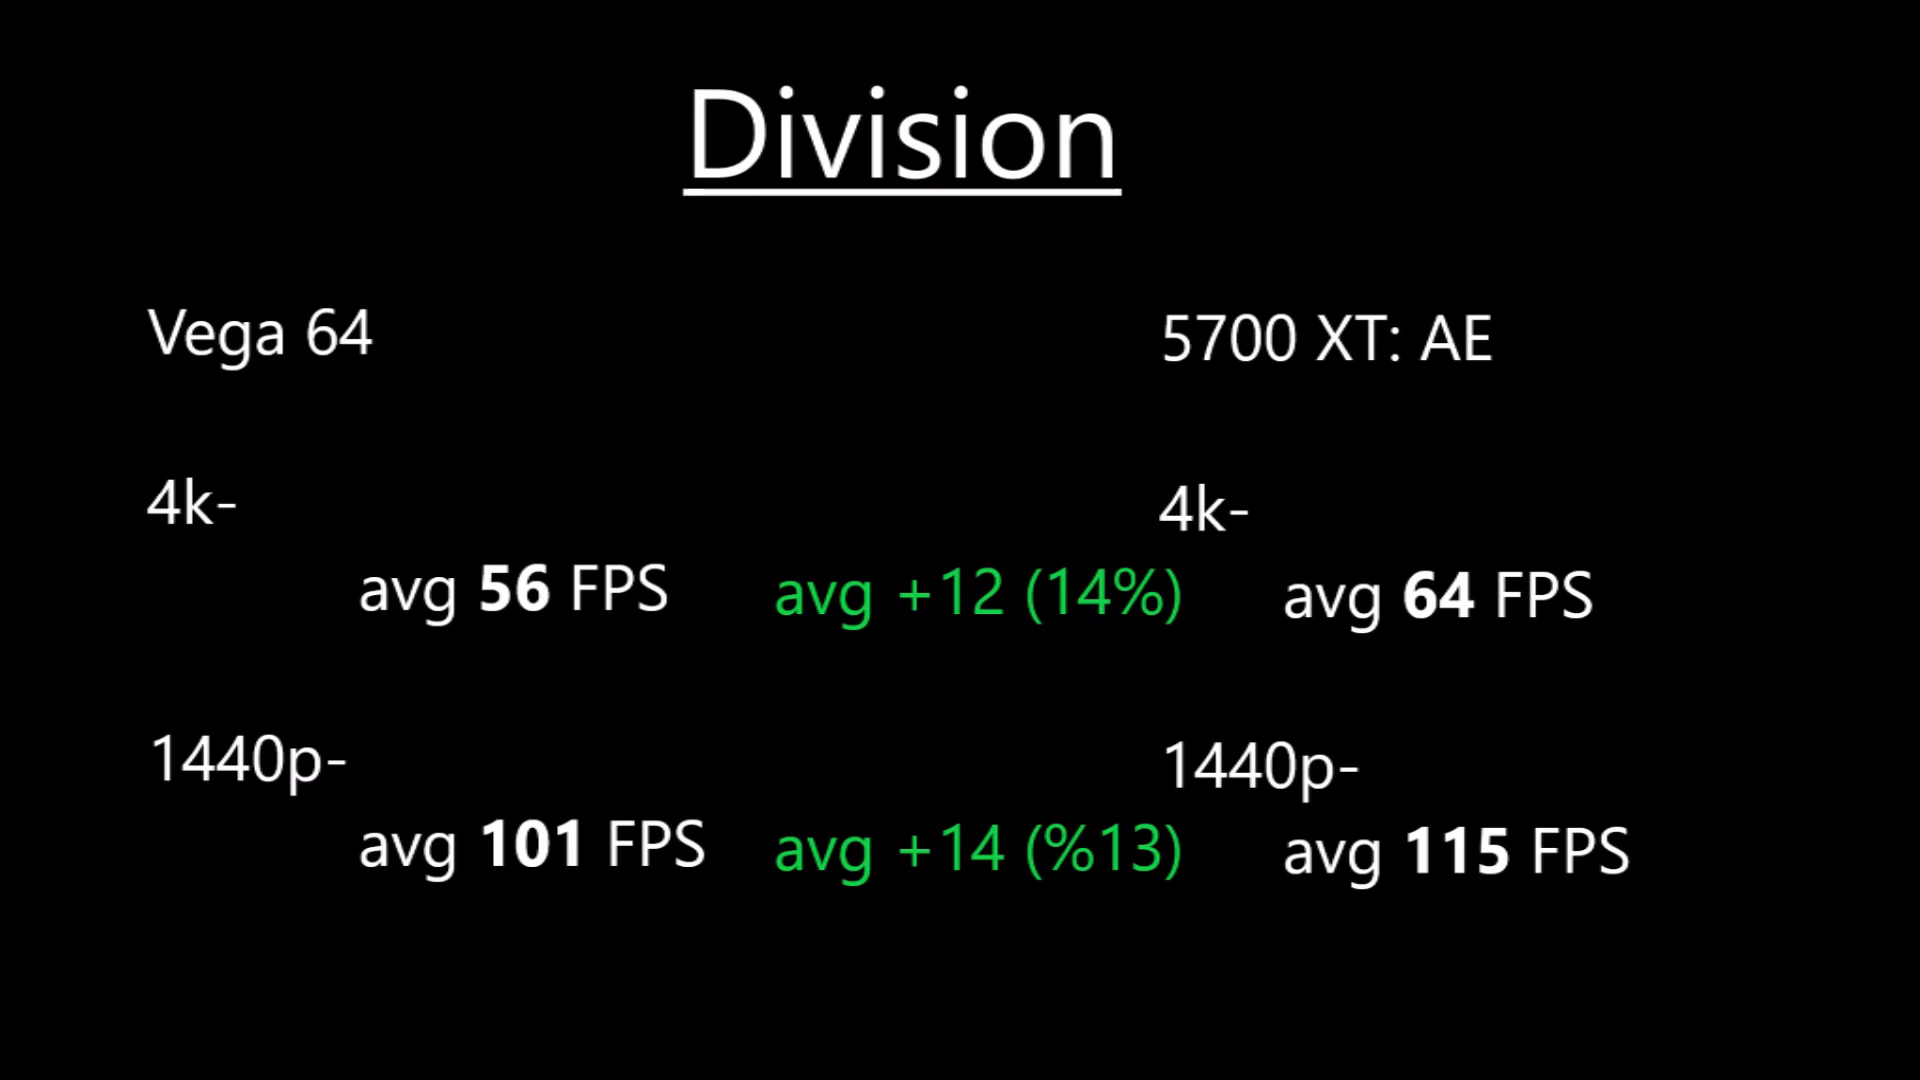 Division
Vega 64
5700 XT: AE
4k-
4k-
avg 56 FPS
avg +12 (14%)
avg 64 FPS
1440p-
1440p-
avg 101 FPS
avg +14 (%13)
avg 115 FPS